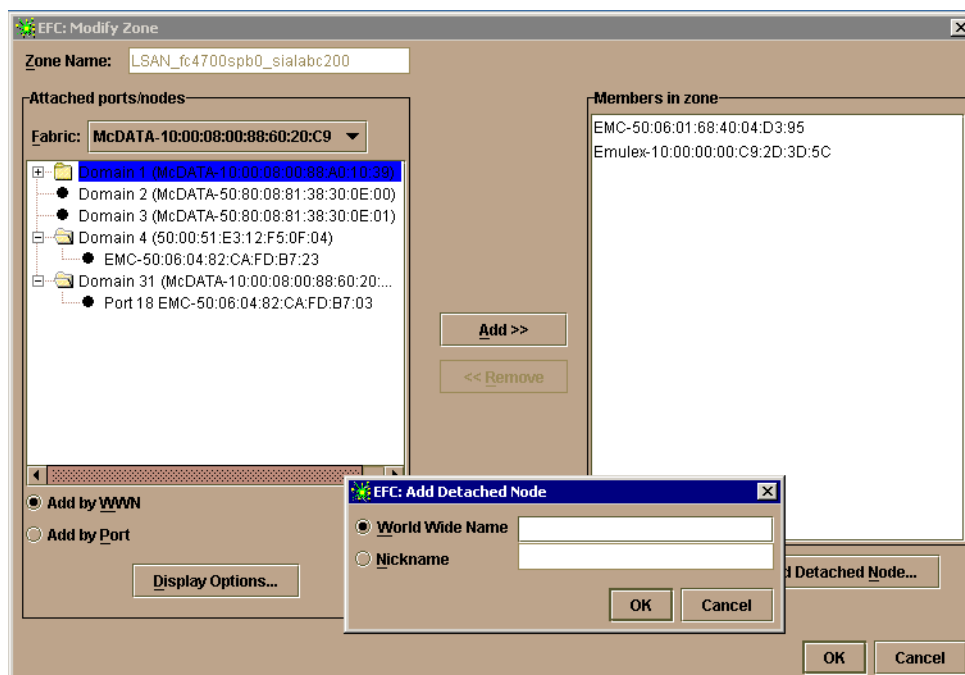 EFC: Modify Zone
Zone Name: LSAN_fc4700spb0_sialabc200
Attached ports/nodes
Fabric: McDATA-10:00:08:00:88:60:20:C9
Domain 1 (McDATA-10:00:08:00:88:A0:10:39)
Domain 2 (McDATA-50:80:08:81:38:30:0E:00)
Domain 3 (McDATA-50:80:08:81:38:30:0E:01)
Domain 4 (50:00:51:E3:12:F5:0F:04)
EMC-50:06:04:82:CA:FD:B7:23
Domain 31 (McDATA-10:00:08:00:88:60:20:...
Port 18 EMC-50:06:04:82:CA:FD:B7:03
Add by WWN
Add by Port
Display Options...
Add >>
<< Remove
Members in zone
EMC-50:06:01:68:40:04:D3:95
Emulex-10:00:00:00:C9:2D:3D:5C
EFC: Add Detached Node
World Wide Name
Nickname
OK Cancel
Detached Node...
OK Cancel